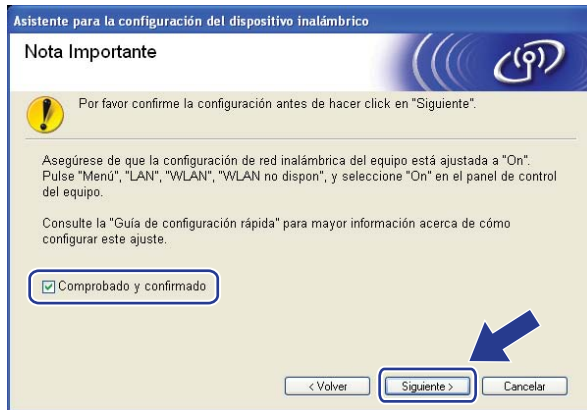 Asistente para la configuración del dispositivo inalámbrico
Nota Importante
Por favor confirme la configuración antes de hacer click en "Siguiente".
Asegúrese de que la configuración de red inalámbrica del equipo está ajustada a "On".
Pulse "Menú", "LAN", "WLAN", "WLAN no dispon", y seleccione "On" en el panel de control
del equipo.
Consulte la "Guía de configuración rápida" para mayor información acerca de cómo
configurar este ajuste.
Comprobado y confirmado
< Volver Siguiente > Cancelar